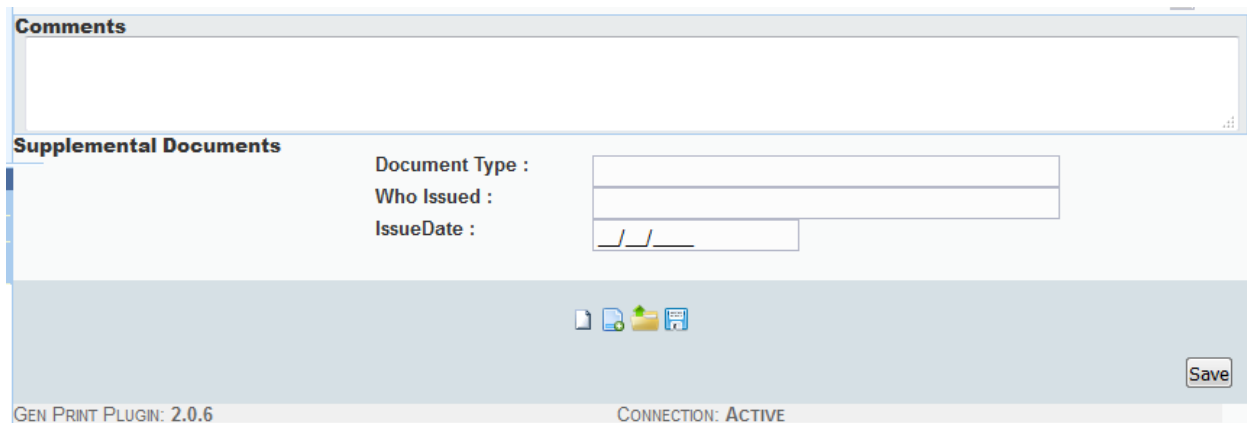 Comments
Supplemental Documents
Document Type :
Who Issued :
IssueDate :
__/__/____
Save
GEN PRINT PLUGIN: 2.0.6 CONNECTION: ACTIVE